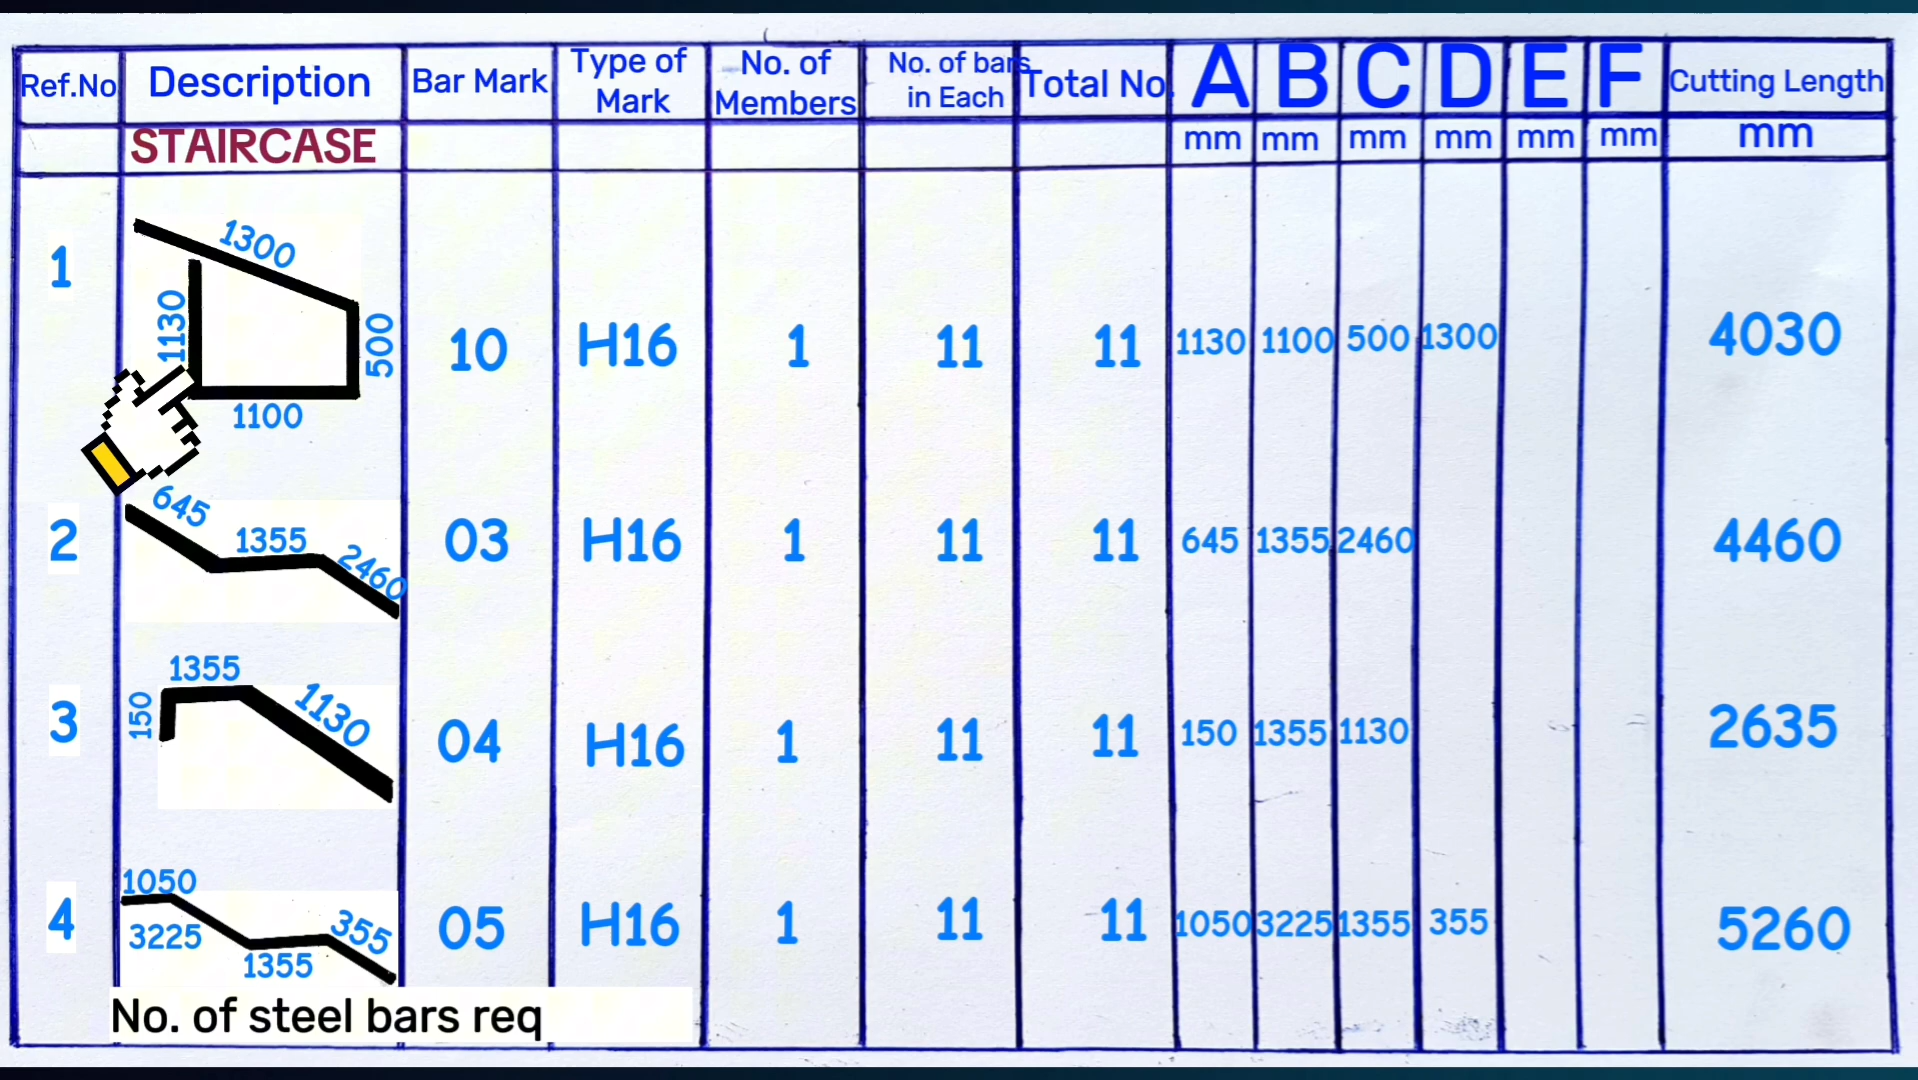 Ref.No Description Bar Mark Type of Mark No. of Members No. of bars in Each Total No. A B C D E F Cutting Length
STAIRCASE mm mm mm mm mm mm mm
1 1300 1130 500 1100 10 H16 1 11 11 1130 1100 500 1300 4030
2 645 1355 2460 03 H16 1 11 11 645 1355 2460 4460
3 1355 150 1130 04 H16 1 11 11 150 1355 1130 2635
4 1050 3225 1355 355 05 H16 1 11 11 1050 3225 1355 355 5260
No. of steel bars req